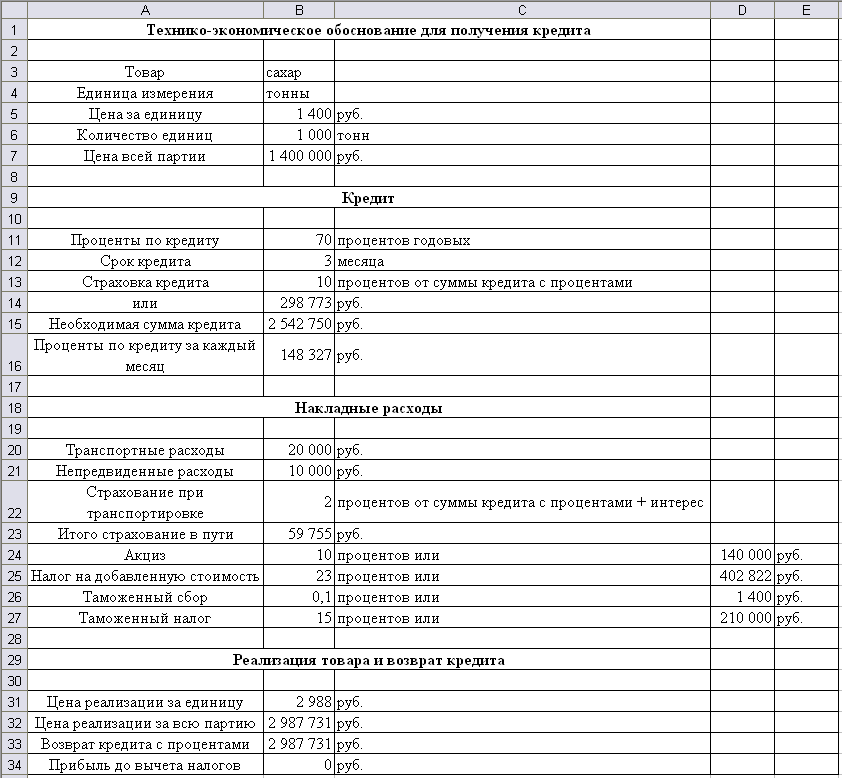 A B C D E
1 Технико-экономическое обоснование для получения кредита
2
3 Товар сахар
4 Единица измерения тонны
5 Цена за единицу 1 400 руб.
6 Количество единиц 1 000 тонн
7 Цена всей партии 1 400 000 руб.
8
9 Кредит
10
11 Проценты по кредиту 70 процентов годовых
12 Срок кредита 3 месяца
13 Страховка кредита 10 процентов от суммы кредита с процентами
14 или 298 773 руб.
15 Необходимая сумма кредита 2 542 750 руб.
Проценты по кредиту за каждый
16 месяц 148 327 руб.
17
18 Накладные расходы
19
20 Транспортные расходы 20 000 руб.
21 Непредвиденные расходы 10 000 руб.
Страхование при
22 транспортировке 2 процентов от суммы кредита с процентами + интерес
23 Итого страхование в пути 59 755 руб.
24 Акциз 10 процентов или 140 000 руб.
25 Налог на добавленную стоимость 23 процентов или 402 822 руб.
26 Таможенный сбор 0,1 процентов или 1 400 руб.
27 Таможенный налог 15 процентов или 210 000 руб.
28
29 Реализация товара и возврат кредита
30
31 Цена реализации за единицу 2 988 руб.
32 Цена реализации за всю партию 2 987 731 руб.
33 Возврат кредита с процентами 2 987 731 руб.
34 Прибыль до вычета налогов 0 руб.